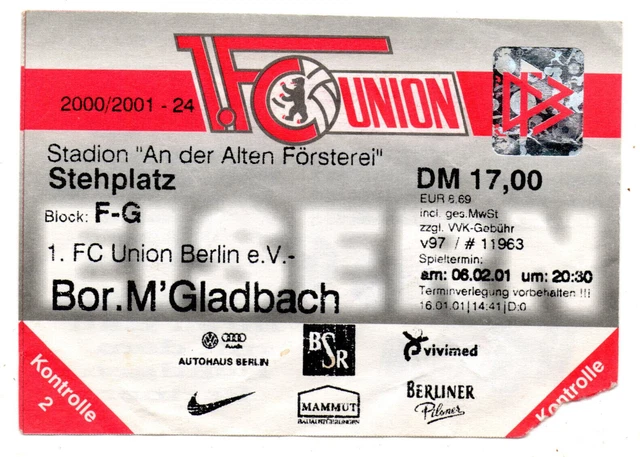 1.FC UNION
2000/2001 - 24
Stadion "An der Alten Försterei"
Stehplatz
Block: F-G
1. FC Union Berlin e.V.-
Bor.M'Gladbach
DFB
DM 17,00
EUR 8.69
incl. ges.MwSt
zzgl. VVK-Gebühr
v97 / # 11963
Spieltermin:
am: 06.02.01 um: 20:30
Terminverlegung vorbehalten !!!
16.01.01|14:41|D:0
EISERN
Audi
AUTOHAUS BERLIN
BSR
vivimed
MAMMUT
BERLINER
Pilsner
Kontrolle
2
Kontrolle